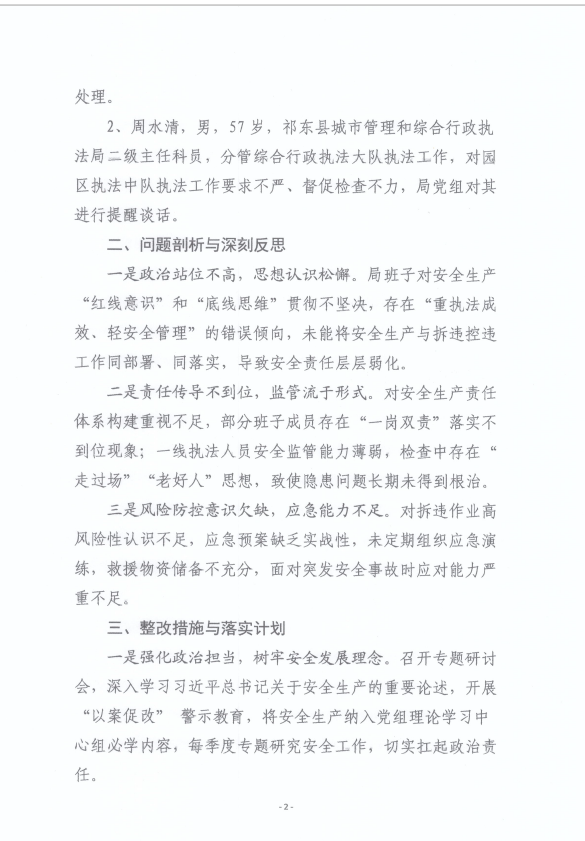 处理。
2、周水清，男，57岁，祁东县城市管理和综合行政执
法局二级主任科员，分管综合行政执法大队执法工作，对园
区执法中队执法工作要求不严、督促检查不力，局党组对其
进行提醒谈话。
二、问题剖析与深刻反思
一是政治站位不高，思想认识松懈。局班子对安全生产
“红线意识”和“底线思维”贯彻不坚决，存在“重执法成
效、轻安全管理”的错误倾向，未能将安全生产与拆违控违
工作同部署、同落实，导致安全责任层层弱化。
二是责任传导不到位，监管流于形式。对安全生产责任
体系构建重视不足，部分班子成员存在“一岗双责”落实不
到位现象；一线执法人员安全监管能力薄弱，检查中存在“
走过场”“老好人”思想，致使隐患问题长期未得到根治。
三是风险防控意识欠缺，应急能力不足。对拆违作业高
风险性认识不足，应急预案缺乏实战性，未定期组织应急演
练，救援物资储备不充分，面对突发安全事故时应对能力严
重不足。
三、整改措施与落实计划
一是强化政治担当，树牢安全发展理念。召开专题研讨
会，深入学习习近平总书记关于安全生产的重要论述，开展
“以案促改” 警示教育，将安全生产纳入党组理论学习中
心组必学内容，每季度专题研究安全工作，切实扛起政治责
任。
- 2 -